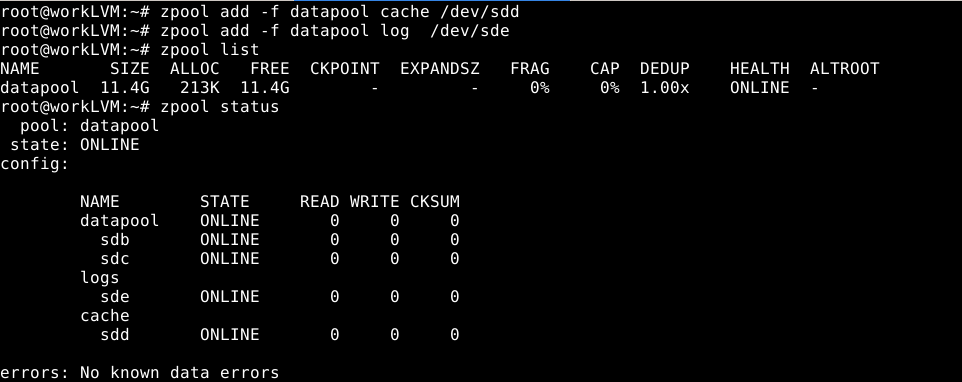 root@workLVM:~# zpool add -f datapool cache /dev/sdd
root@workLVM:~# zpool add -f datapool log  /dev/sde
root@workLVM:~# zpool list
NAME       SIZE  ALLOC   FREE  CKPOINT  EXPANDSZ   FRAG    CAP  DEDUP    HEALTH  ALTROOT
datapool  11.4G   213K  11.4G        -         -     0%     0%  1.00x    ONLINE  -
root@workLVM:~# zpool status
  pool: datapool
 state: ONLINE
config:

        NAME        STATE     READ WRITE CKSUM
        datapool    ONLINE       0     0     0
          sdb       ONLINE       0     0     0
          sdc       ONLINE       0     0     0
        logs
          sde       ONLINE       0     0     0
        cache
          sdd       ONLINE       0     0     0

errors: No known data errors